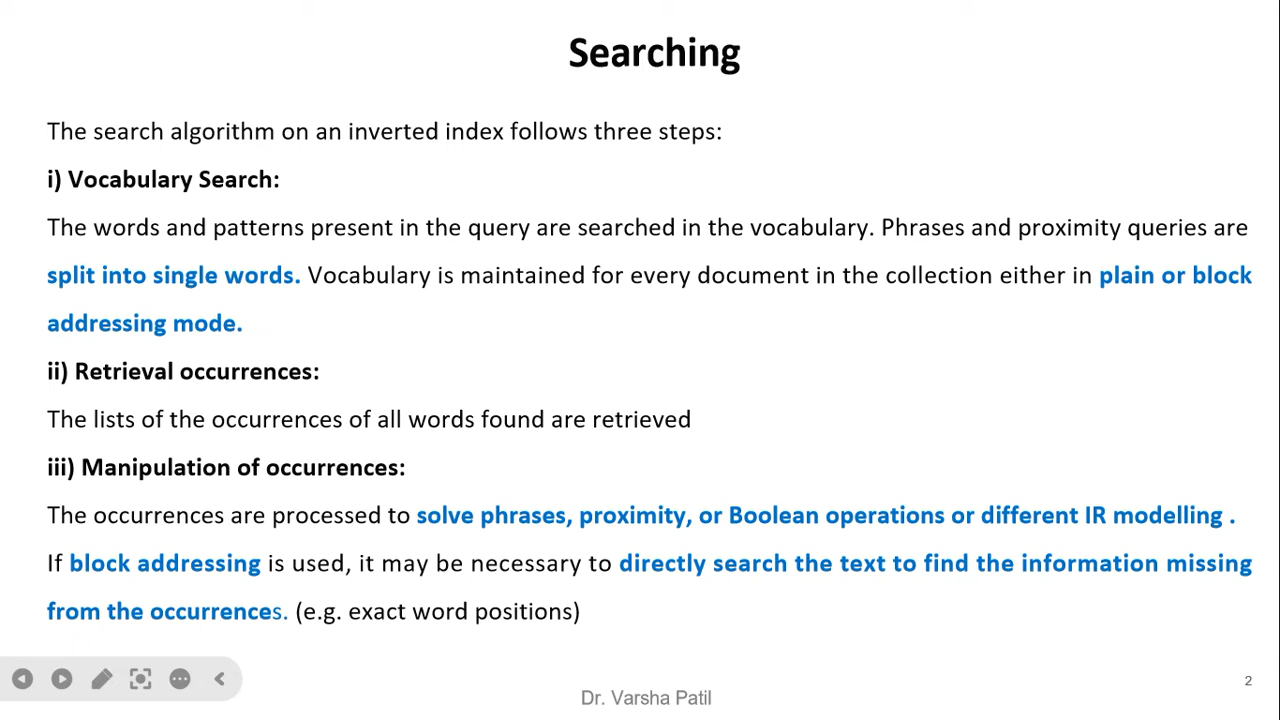 Searching
The search algorithm on an inverted index follows three steps:
i) Vocabulary Search:
The words and patterns present in the query are searched in the vocabulary. Phrases and proximity queries are
split into single words. Vocabulary is maintained for every document in the collection either in plain or block
addressing mode.
ii) Retrieval occurrences:
The lists of the occurrences of all words found are retrieved
iii) Manipulation of occurrences:
The occurrences are processed to solve phrases, proximity, or Boolean operations or different IR modelling .
If block addressing is used, it may be necessary to directly search the text to find the information missing
from the occurrences. (e.g. exact word positions)
2
Dr. Varsha Patil